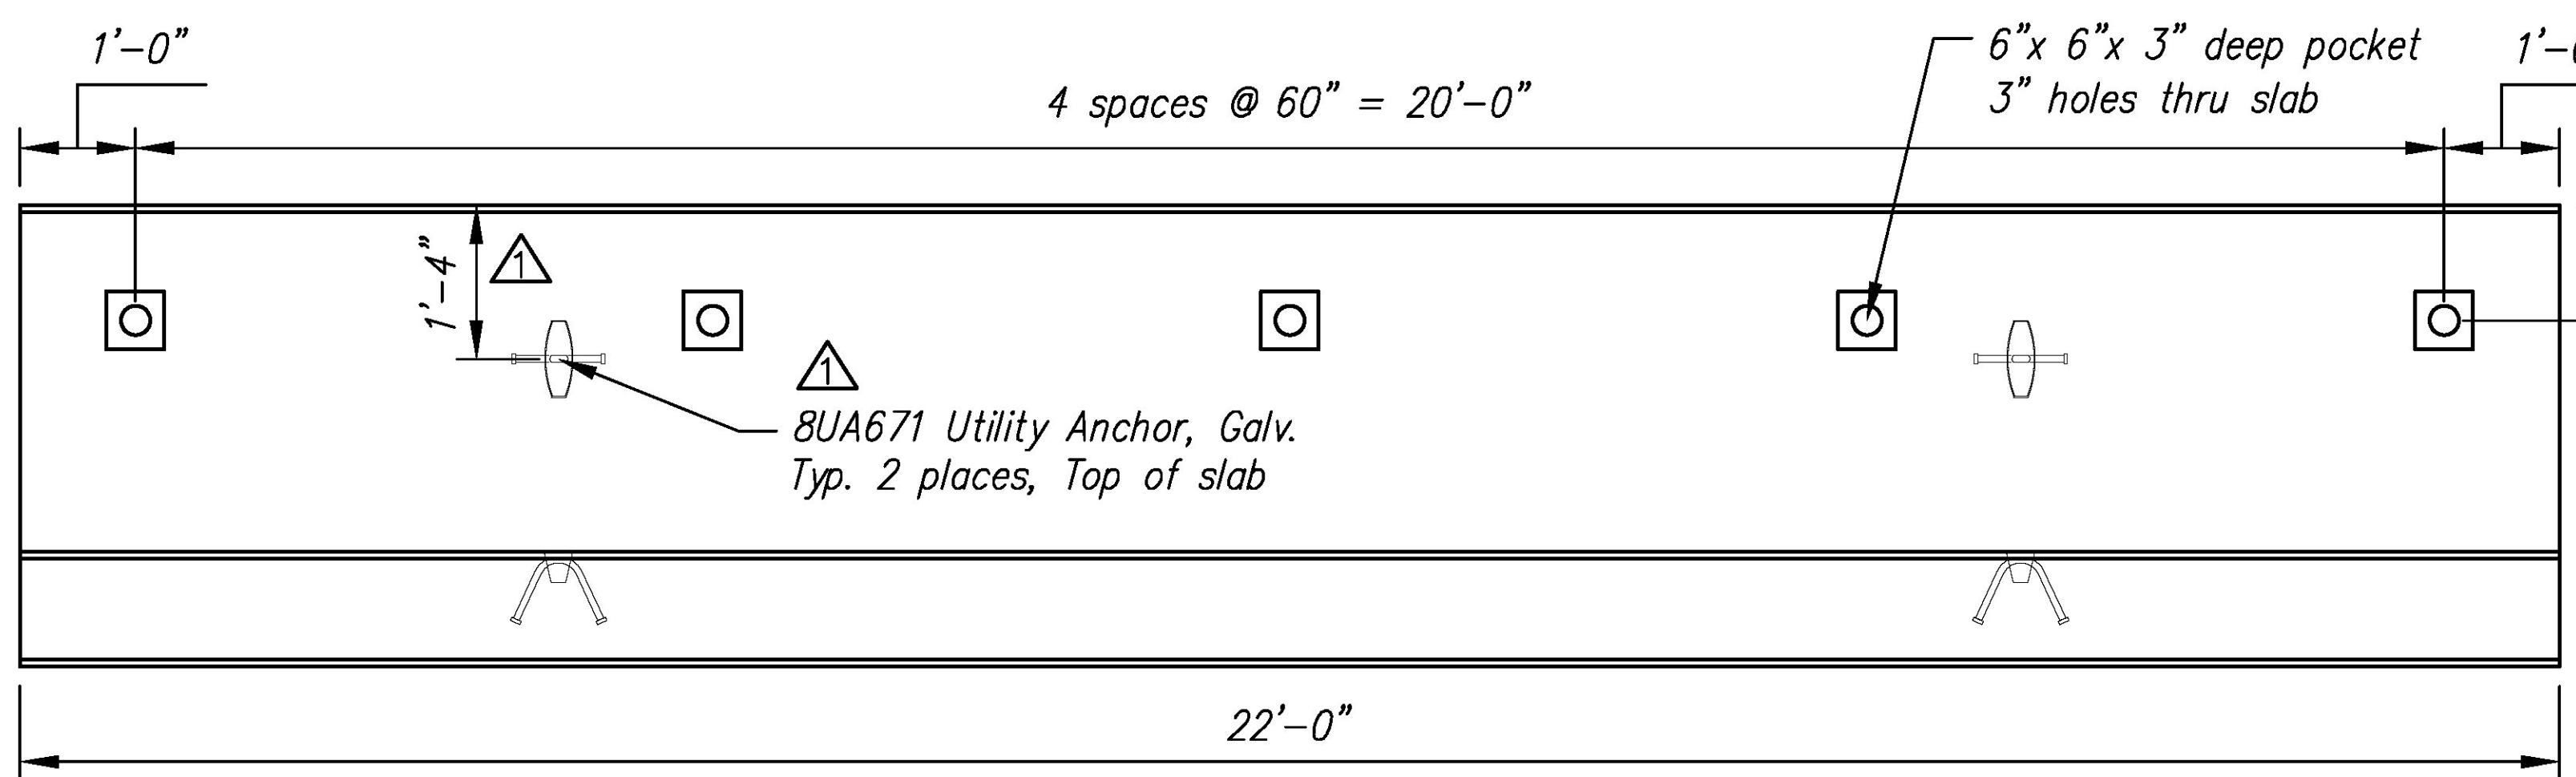 1'-0"
4 spaces @ 60" = 20'-0"
6"x 6"x 3" deep pocket
3" holes thru slab
1'-4"
1
1
8UA671 Utility Anchor, Galv.
Typ. 2 places, Top of slab
22'-0"